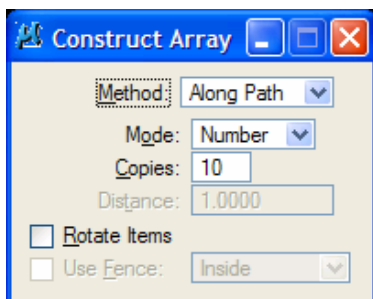 Construct Array
Method: Along Path
Mode: Number
Copies: 10
Distance: 1.0000
Rotate Items
Use Fence: Inside